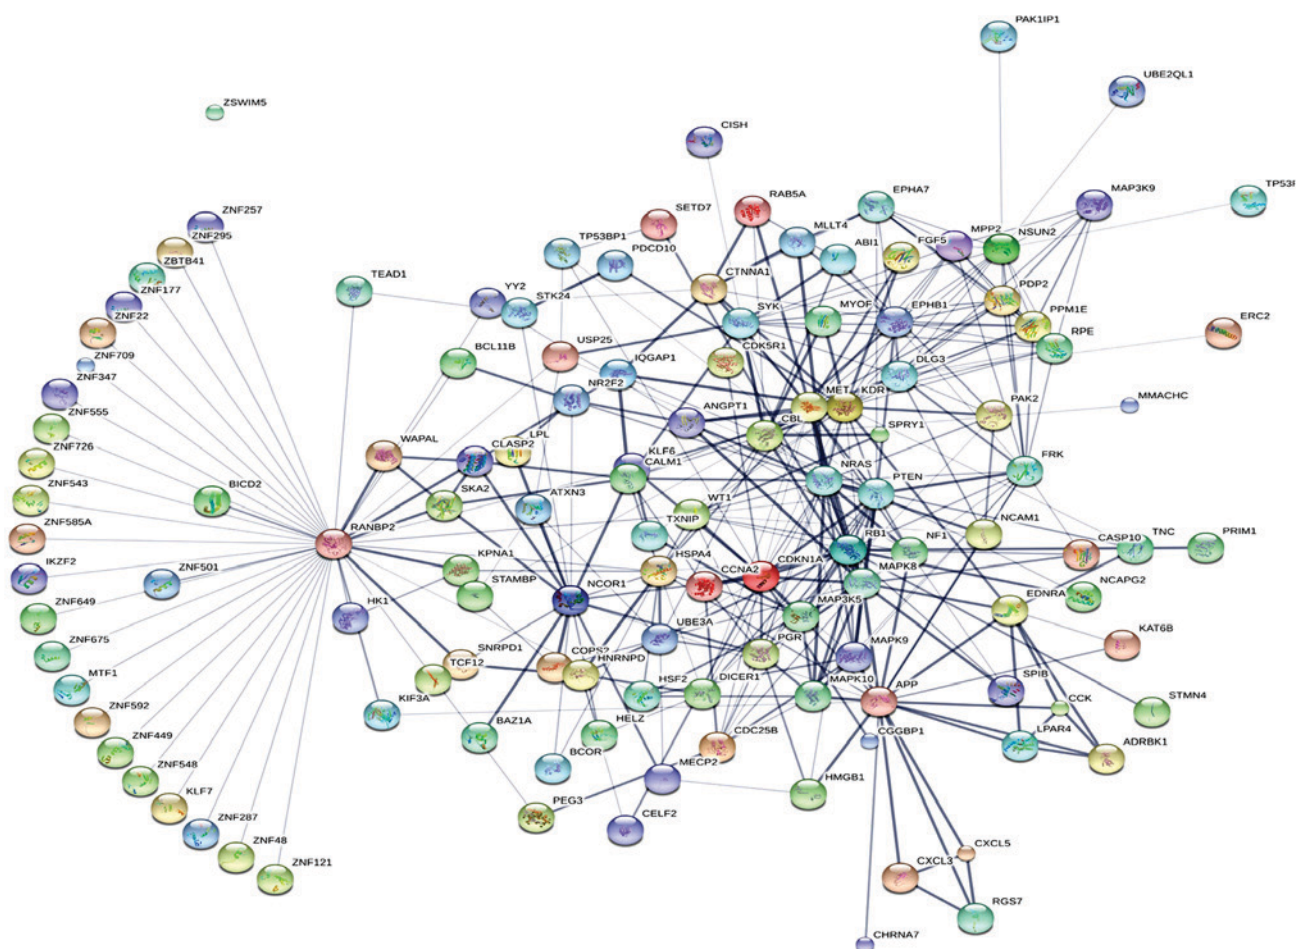 PAK1IP1
UBE2QL1
ZSWIM5
CISH
TP53
EPHA7
MAP3K9
RAB5A
SETD7
ZNF257
MLLT4
MPP2
NSUN2
ZNF295
TP53BP1
PDCD10
ABI1
FGF5
ZBTB41
TEAD1
CTNNA1
ZNF177
YY2
STK24
SYK
MYOF
EPHB1
PDP2
PPM1E
ERC2
ZNF22
RPE
ZNF709
BCL11B
USP25
IQGAP1
CDK5R1
DLG3
ZNF347
NR2F2
ANGPT1
MET
KDR
PAK2
MMACHC
ZNF555
CBL
SPRY1
ZNF726
WAPAL
CLASP2
LPL
KLF6
CALM1
NRAS
PTEN
FRK
ZNF543
BICD2
SKA2
ATXN3
WT1
ZNF585A
RANBP2
TXNIP
RB1
NF1
NCAM1
CASP10
TNC
PRIM1
IKZF2
ZNF501
KPNA1
STAMBP
HSPA4
CCNA2
CDKN1A
MAPK8
NCAPG2
ZNF649
HK1
NCOR1
MAP3K5
EDNRA
ZNF675
UBE3A
PGR
MAPK9
KAT6B
SNRPD1
TCF12
COPS2
HNRNPD
MTF1
KIF3A
HSF2
DICER1
MAPK10
APP
SPIB
CCK
STMN4
ZNF592
BAZ1A
HELZ
CDC25B
CGGBP1
LPAR4
ADRBK1
ZNF449
BCOR
MECP2
HMGB1
ZNF548
PEG3
CELF2
KLF7
ZNF287
ZNF48
CXCL5
CXCL3
ZNF121
RGS7
CHRNA7